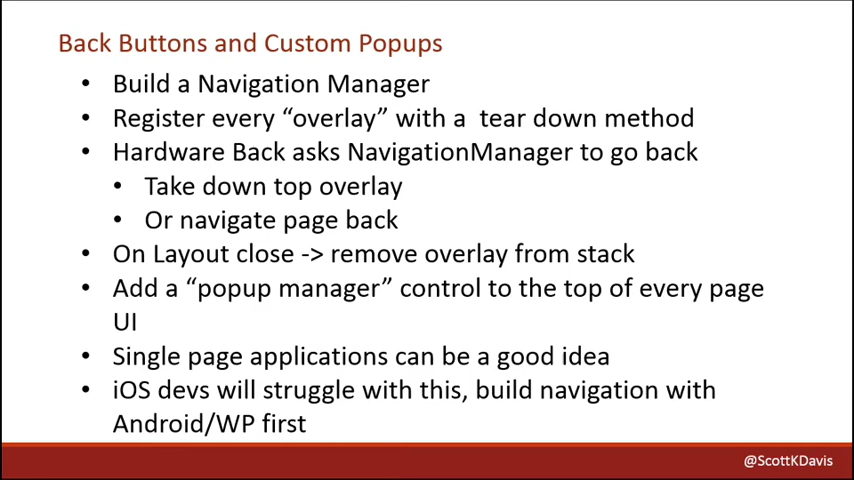 Back Buttons and Custom Popups
• Build a Navigation Manager
• Register every “overlay” with a tear down method
• Hardware Back asks NavigationManager to go back
• Take down top overlay
• Or navigate page back
• On Layout close -> remove overlay from stack
• Add a “popup manager” control to the top of every page
UI
• Single page applications can be a good idea
• iOS devs will struggle with this, build navigation with
Android/WP first
@ScottKDavis